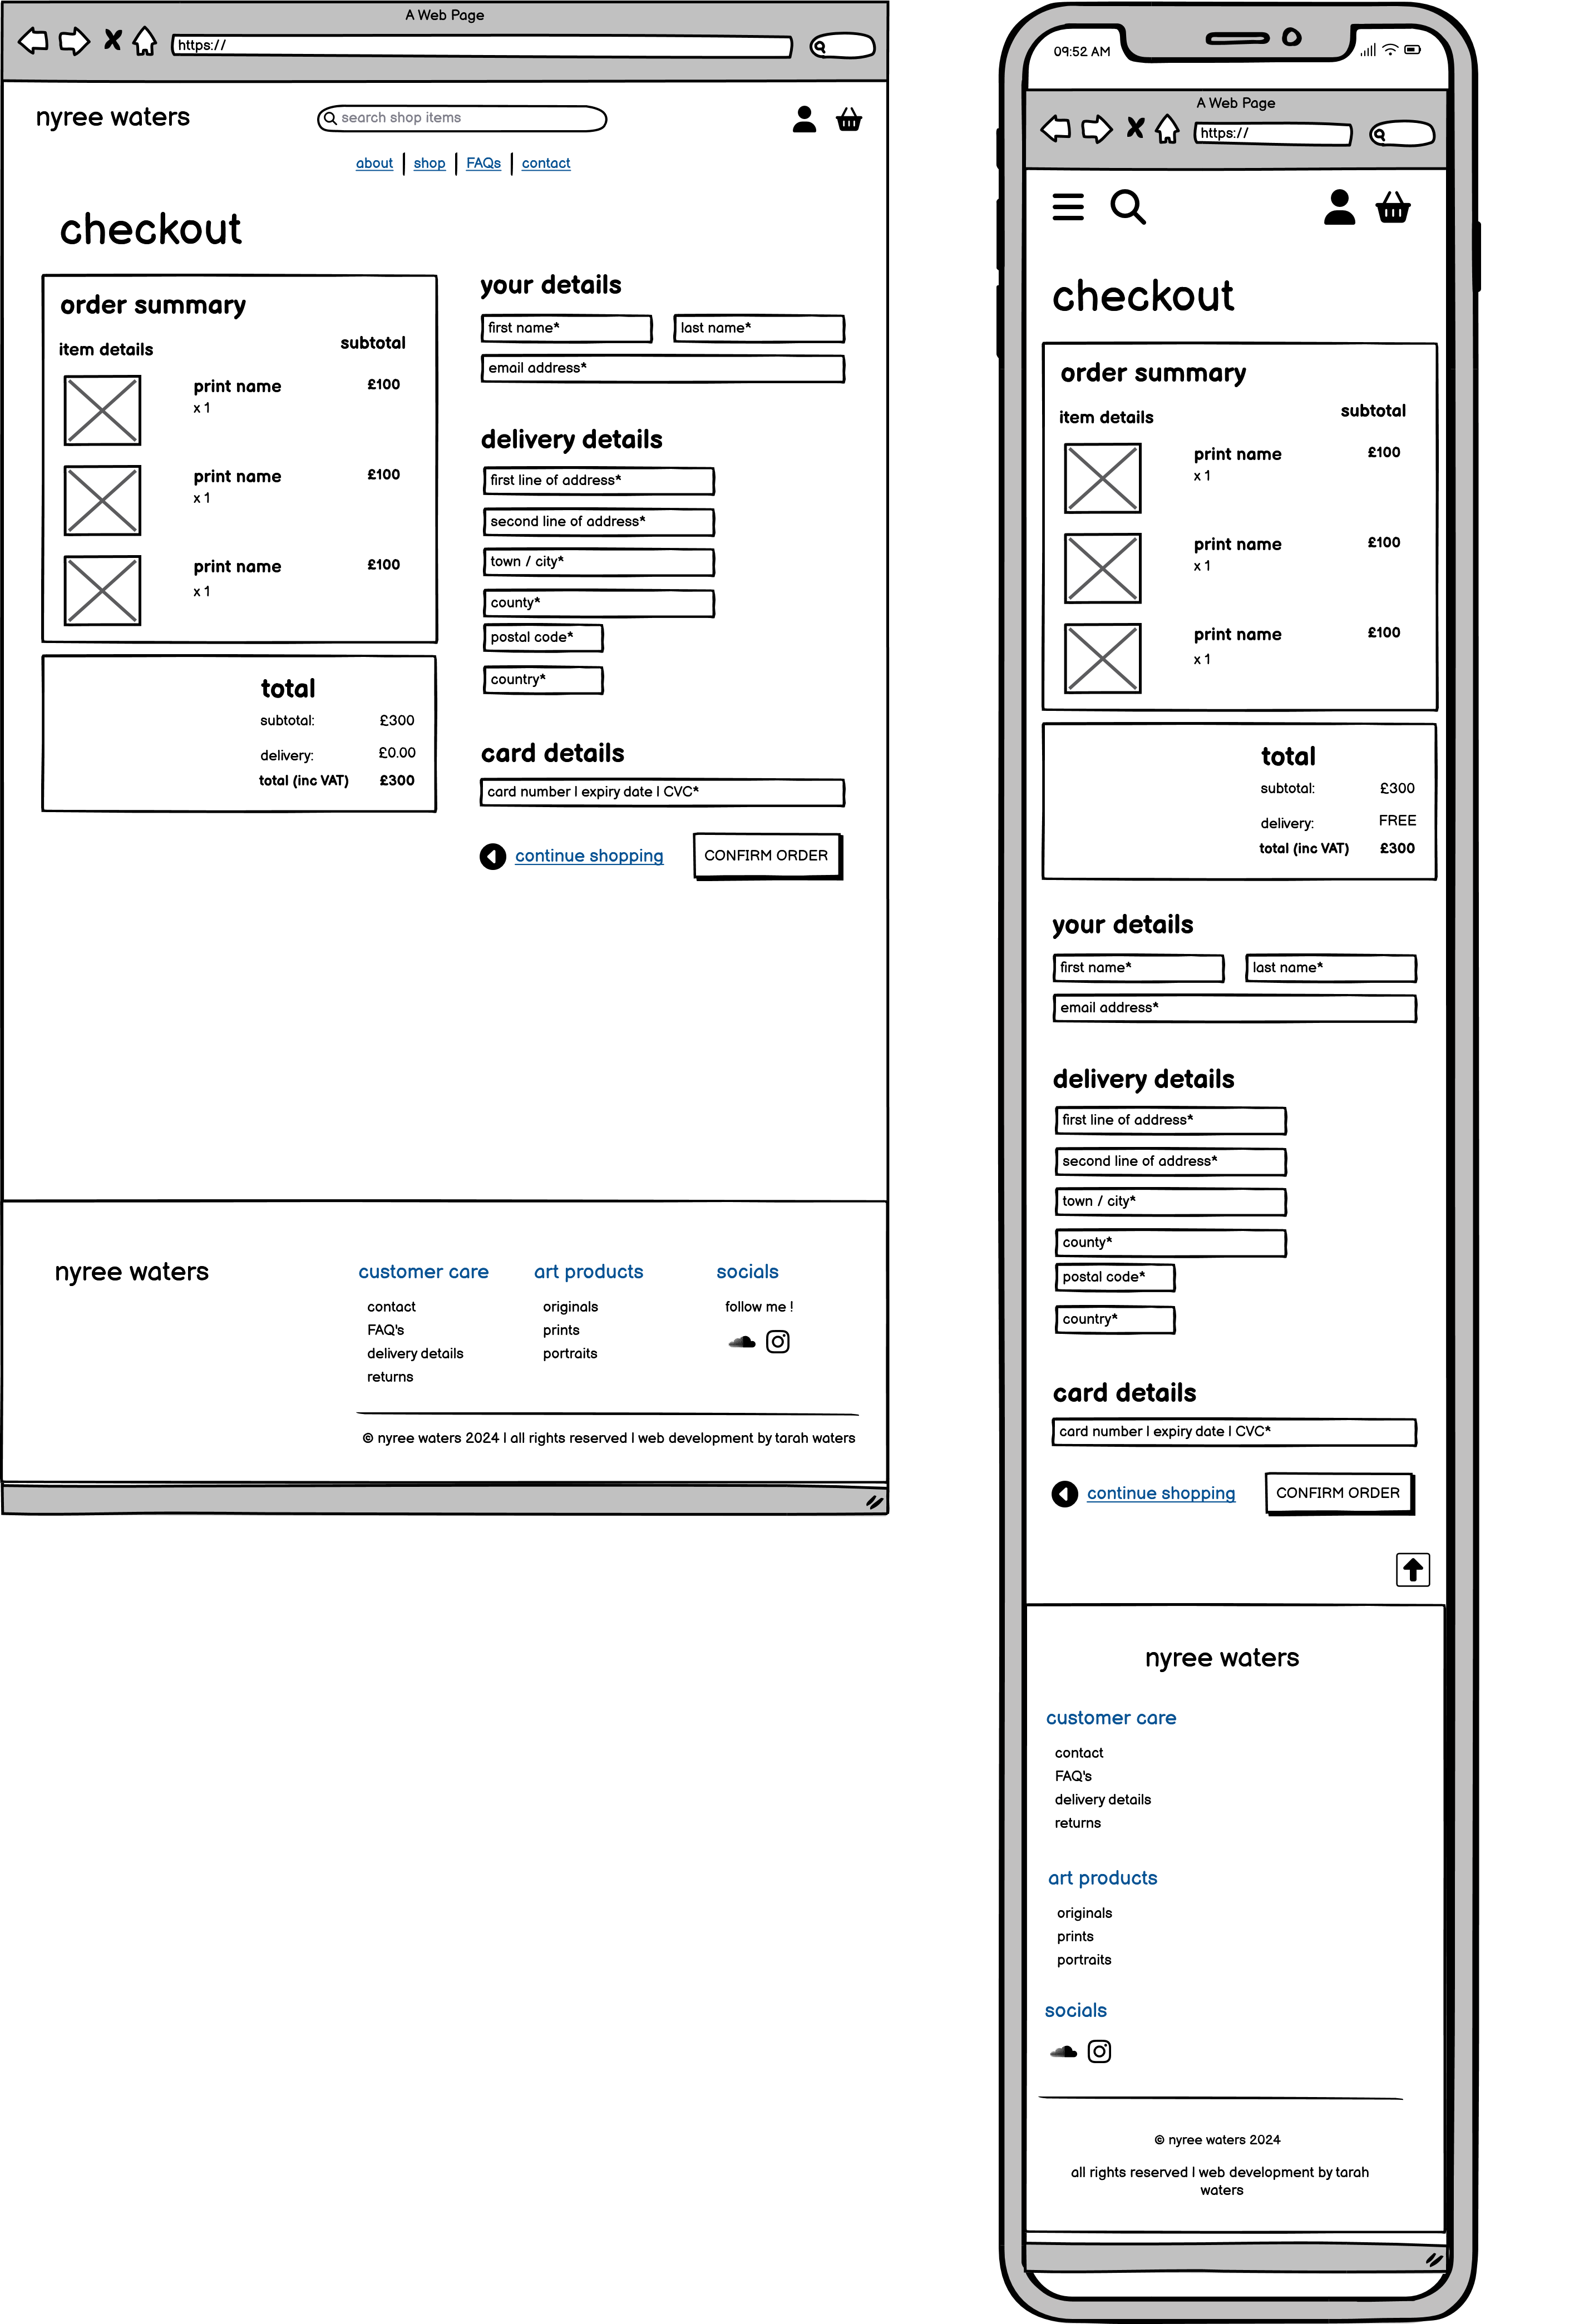 A Web Page
https://
nyree waters
search shop items
about | shop | FAQs | contact
checkout
order summary
item details
subtotal
print name
£100
x 1
print name
£100
x 1
print name
£100
x 1
total
subtotal: £300
delivery: £0.00
total (inc VAT) £300
your details
first name*
last name*
email address*
delivery details
first line of address*
second line of address*
town / city*
county*
postal code*
country*
card details
card number | expiry date | CVC*
continue shopping
CONFIRM ORDER
nyree waters
customer care
contact
FAQ's
delivery details
returns
art products
originals
prints
portraits
socials
follow me !
© nyree waters 2024 | all rights reserved | web development by tarah waters
09:52 AM
A Web Page
https://
checkout
order summary
item details
subtotal
print name
£100
x 1
print name
£100
x 1
print name
£100
x 1
total
subtotal: £300
delivery: FREE
total (inc VAT) £300
your details
first name*
last name*
email address*
delivery details
first line of address*
second line of address*
town / city*
county*
postal code*
country*
card details
card number | expiry date | CVC*
continue shopping
CONFIRM ORDER
nyree waters
customer care
contact
FAQ's
delivery details
returns
art products
originals
prints
portraits
socials
© nyree waters 2024
all rights reserved | web development by tarah
waters